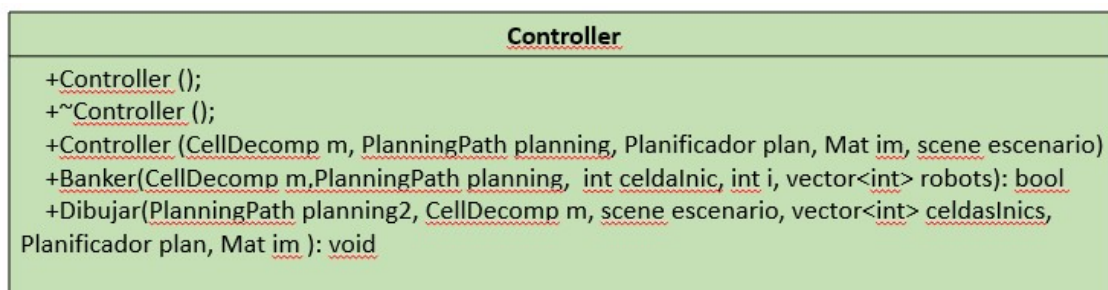 Controller
+Controller ();
+~Controller ();
+Controller (CellDecomp m, PlanningPath planning, Planificador plan, Mat im, scene escenario)
+Banker(CellDecomp m,PlanningPath planning, int celdaInic, int i, vector<int> robots): bool
+Dibujar(PlanningPath planning2, CellDecomp m, scene escenario, vector<int> celdasInics,
Planificador plan, Mat im ): void